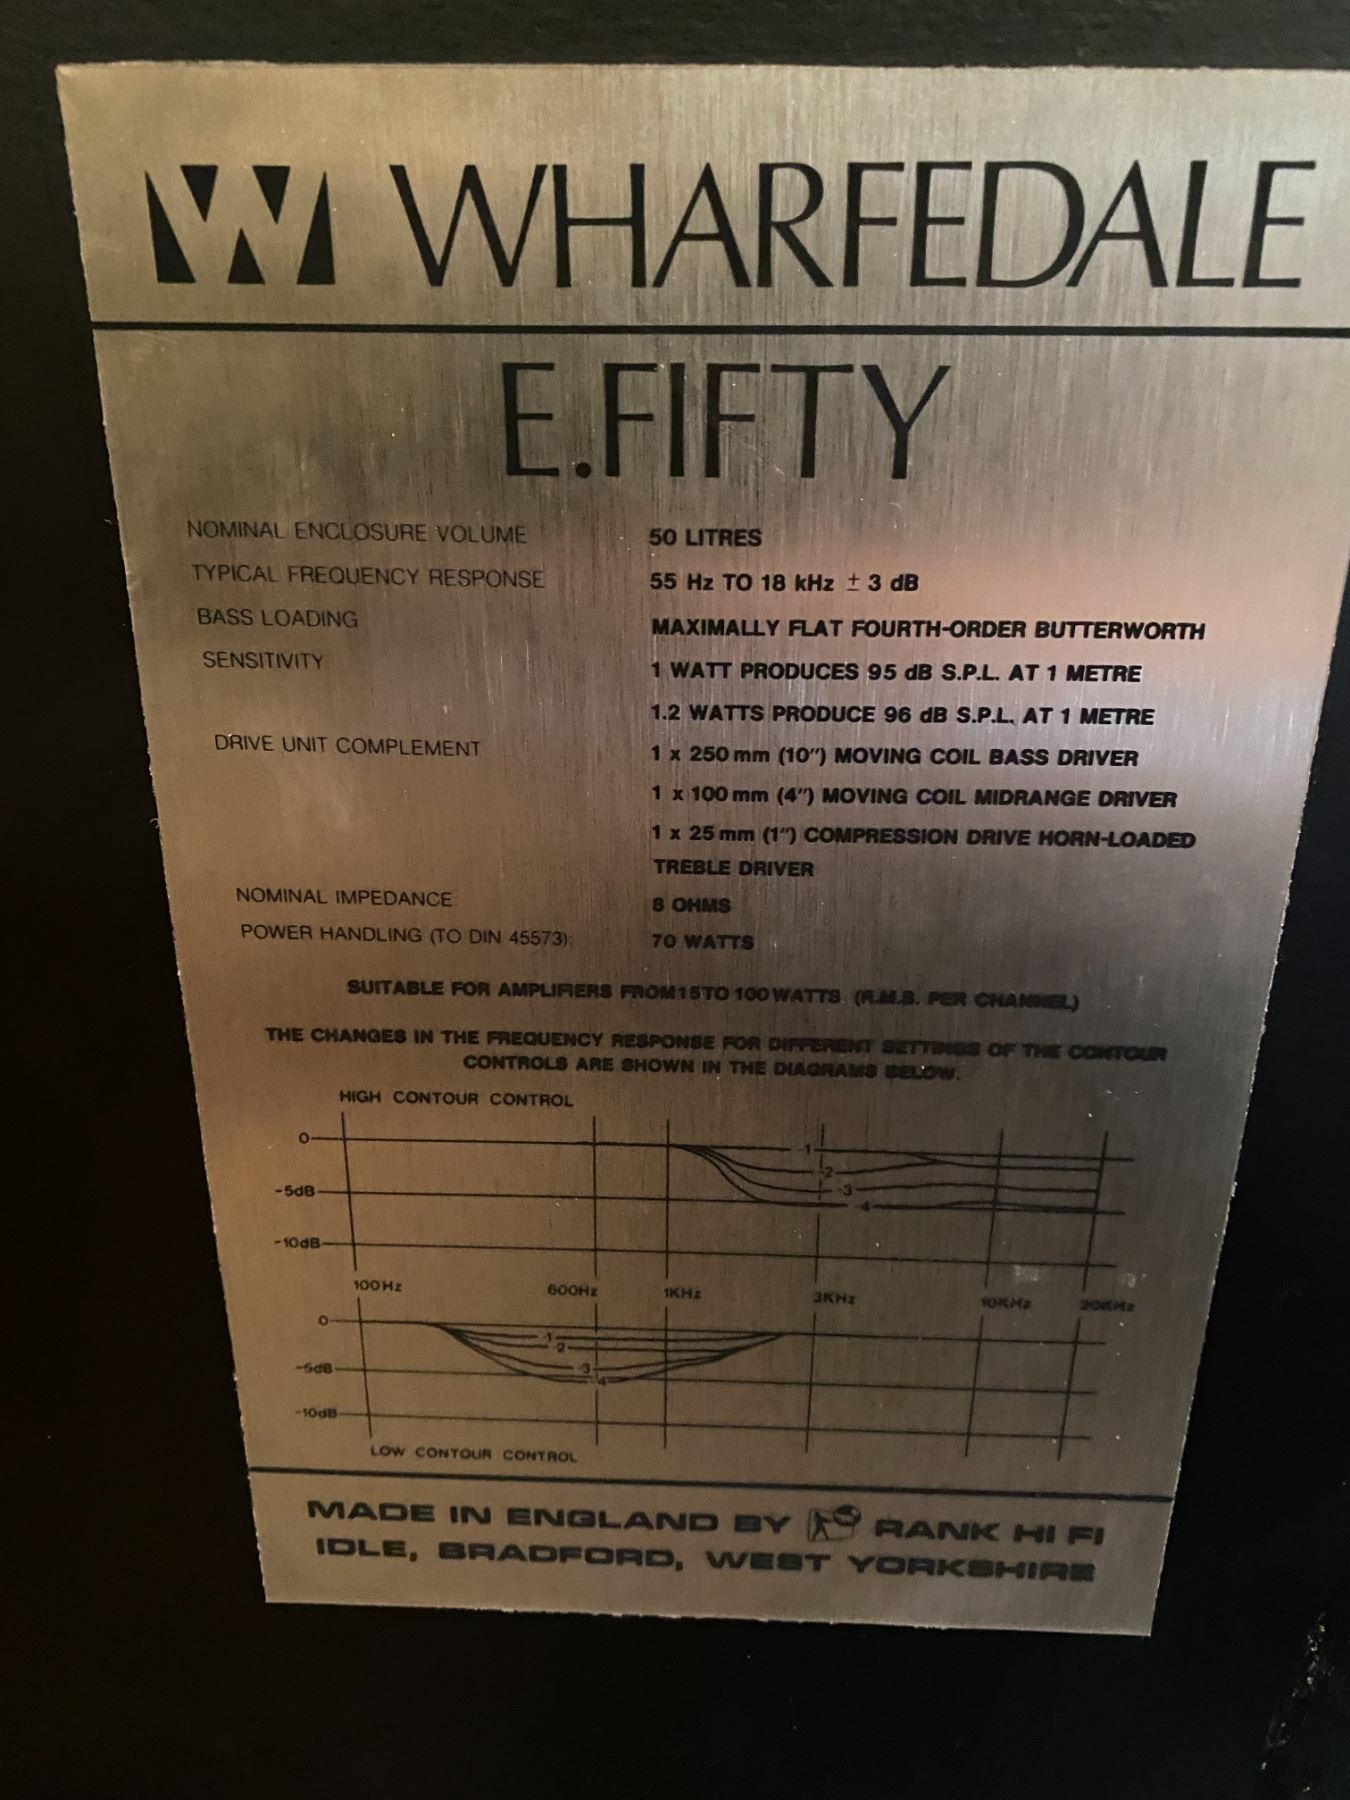 W WHARFEDALE
E.FIFTY
NOMINAL ENCLOSURE VOLUME 50 LITRES
TYPICAL FREQUENCY RESPONSE 55 Hz TO 18 kHz ± 3 dB
BASS LOADING MAXIMALLY FLAT FOURTH-ORDER BUTTERWORTH
SENSITIVITY 1 WATT PRODUCES 95 dB S.P.L. AT 1 METRE
1.2 WATTS PRODUCE 96 dB S.P.L. AT 1 METRE
DRIVE UNIT COMPLEMENT 1 x 250 mm (10") MOVING COIL BASS DRIVER
1 x 100 mm (4") MOVING COIL MIDRANGE DRIVER
1 x 25 mm (1") COMPRESSION DRIVE HORN-LOADED
TREBLE DRIVER
NOMINAL IMPEDANCE: 8 OHMS
POWER HANDLING (TO DIN 45573): 70 WATTS
SUITABLE FOR AMPLIFIERS FROM 15 TO 100 WATTS (R.M.S. PER CHANNEL)
THE CHANGES IN THE FREQUENCY RESPONSE FOR DIFFERENT SETTINGS OF THE CONTOUR
CONTROLS ARE SHOWN IN THE DIAGRAMS BELOW.
HIGH CONTOUR CONTROL
0 1
2
-5dB 3
4
-10dB
100Hz 600Hz 1KHz 3KHz 10KHz 20KHz
0 1
2
-5dB 3
4
-10dB
LOW CONTOUR CONTROL
MADE IN ENGLAND BY RANK HI FI
IDLE, BRADFORD, WEST YORKSHIRE